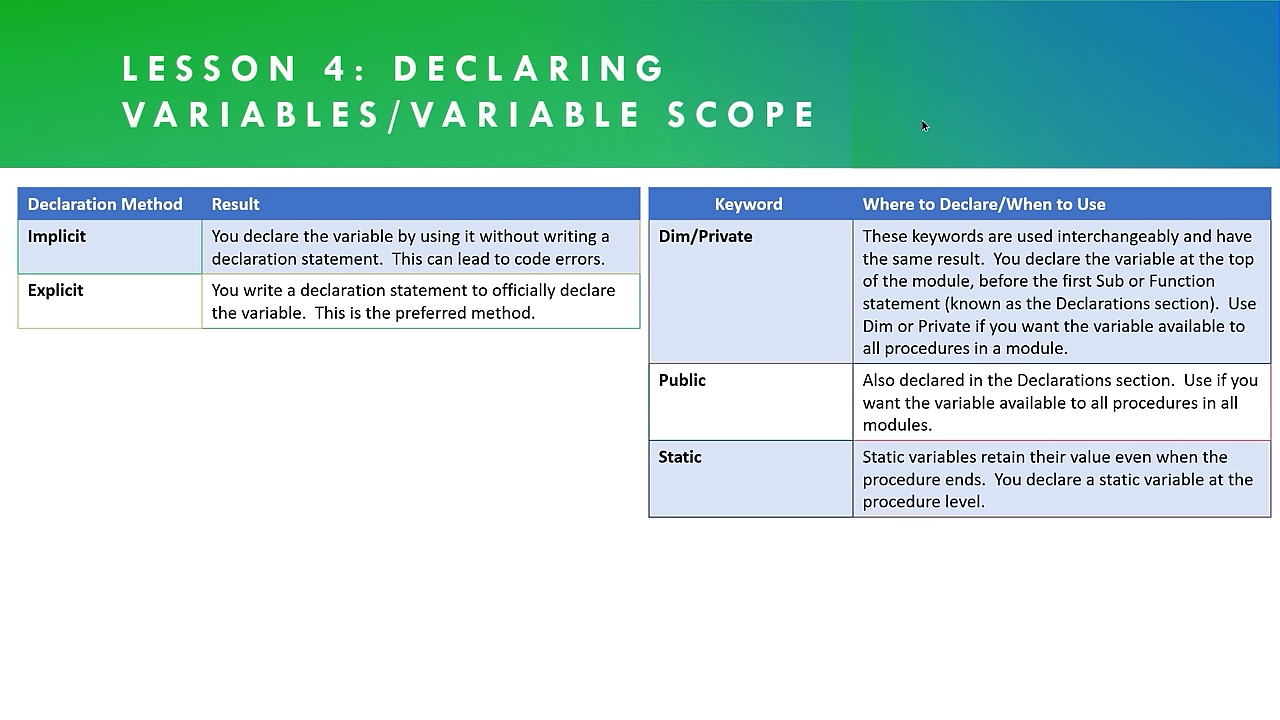 LESSON 4: DECLARING
VARIABLES/VARIABLE SCOPE
Declaration Method Result
Implicit You declare the variable by using it without writing a
declaration statement.  This can lead to code errors.
Explicit You write a declaration statement to officially declare
the variable.  This is the preferred method.
Keyword Where to Declare/When to Use
Dim/Private These keywords are used interchangeably and have
the same result.  You declare the variable at the top
of the module, before the first Sub or Function
statement (known as the Declarations section).  Use
Dim or Private if you want the variable available to
all procedures in a module.
Public Also declared in the Declarations section.  Use if you
want the variable available to all procedures in all
modules.
Static Static variables retain their value even when the
procedure ends.  You declare a static variable at the
procedure level.